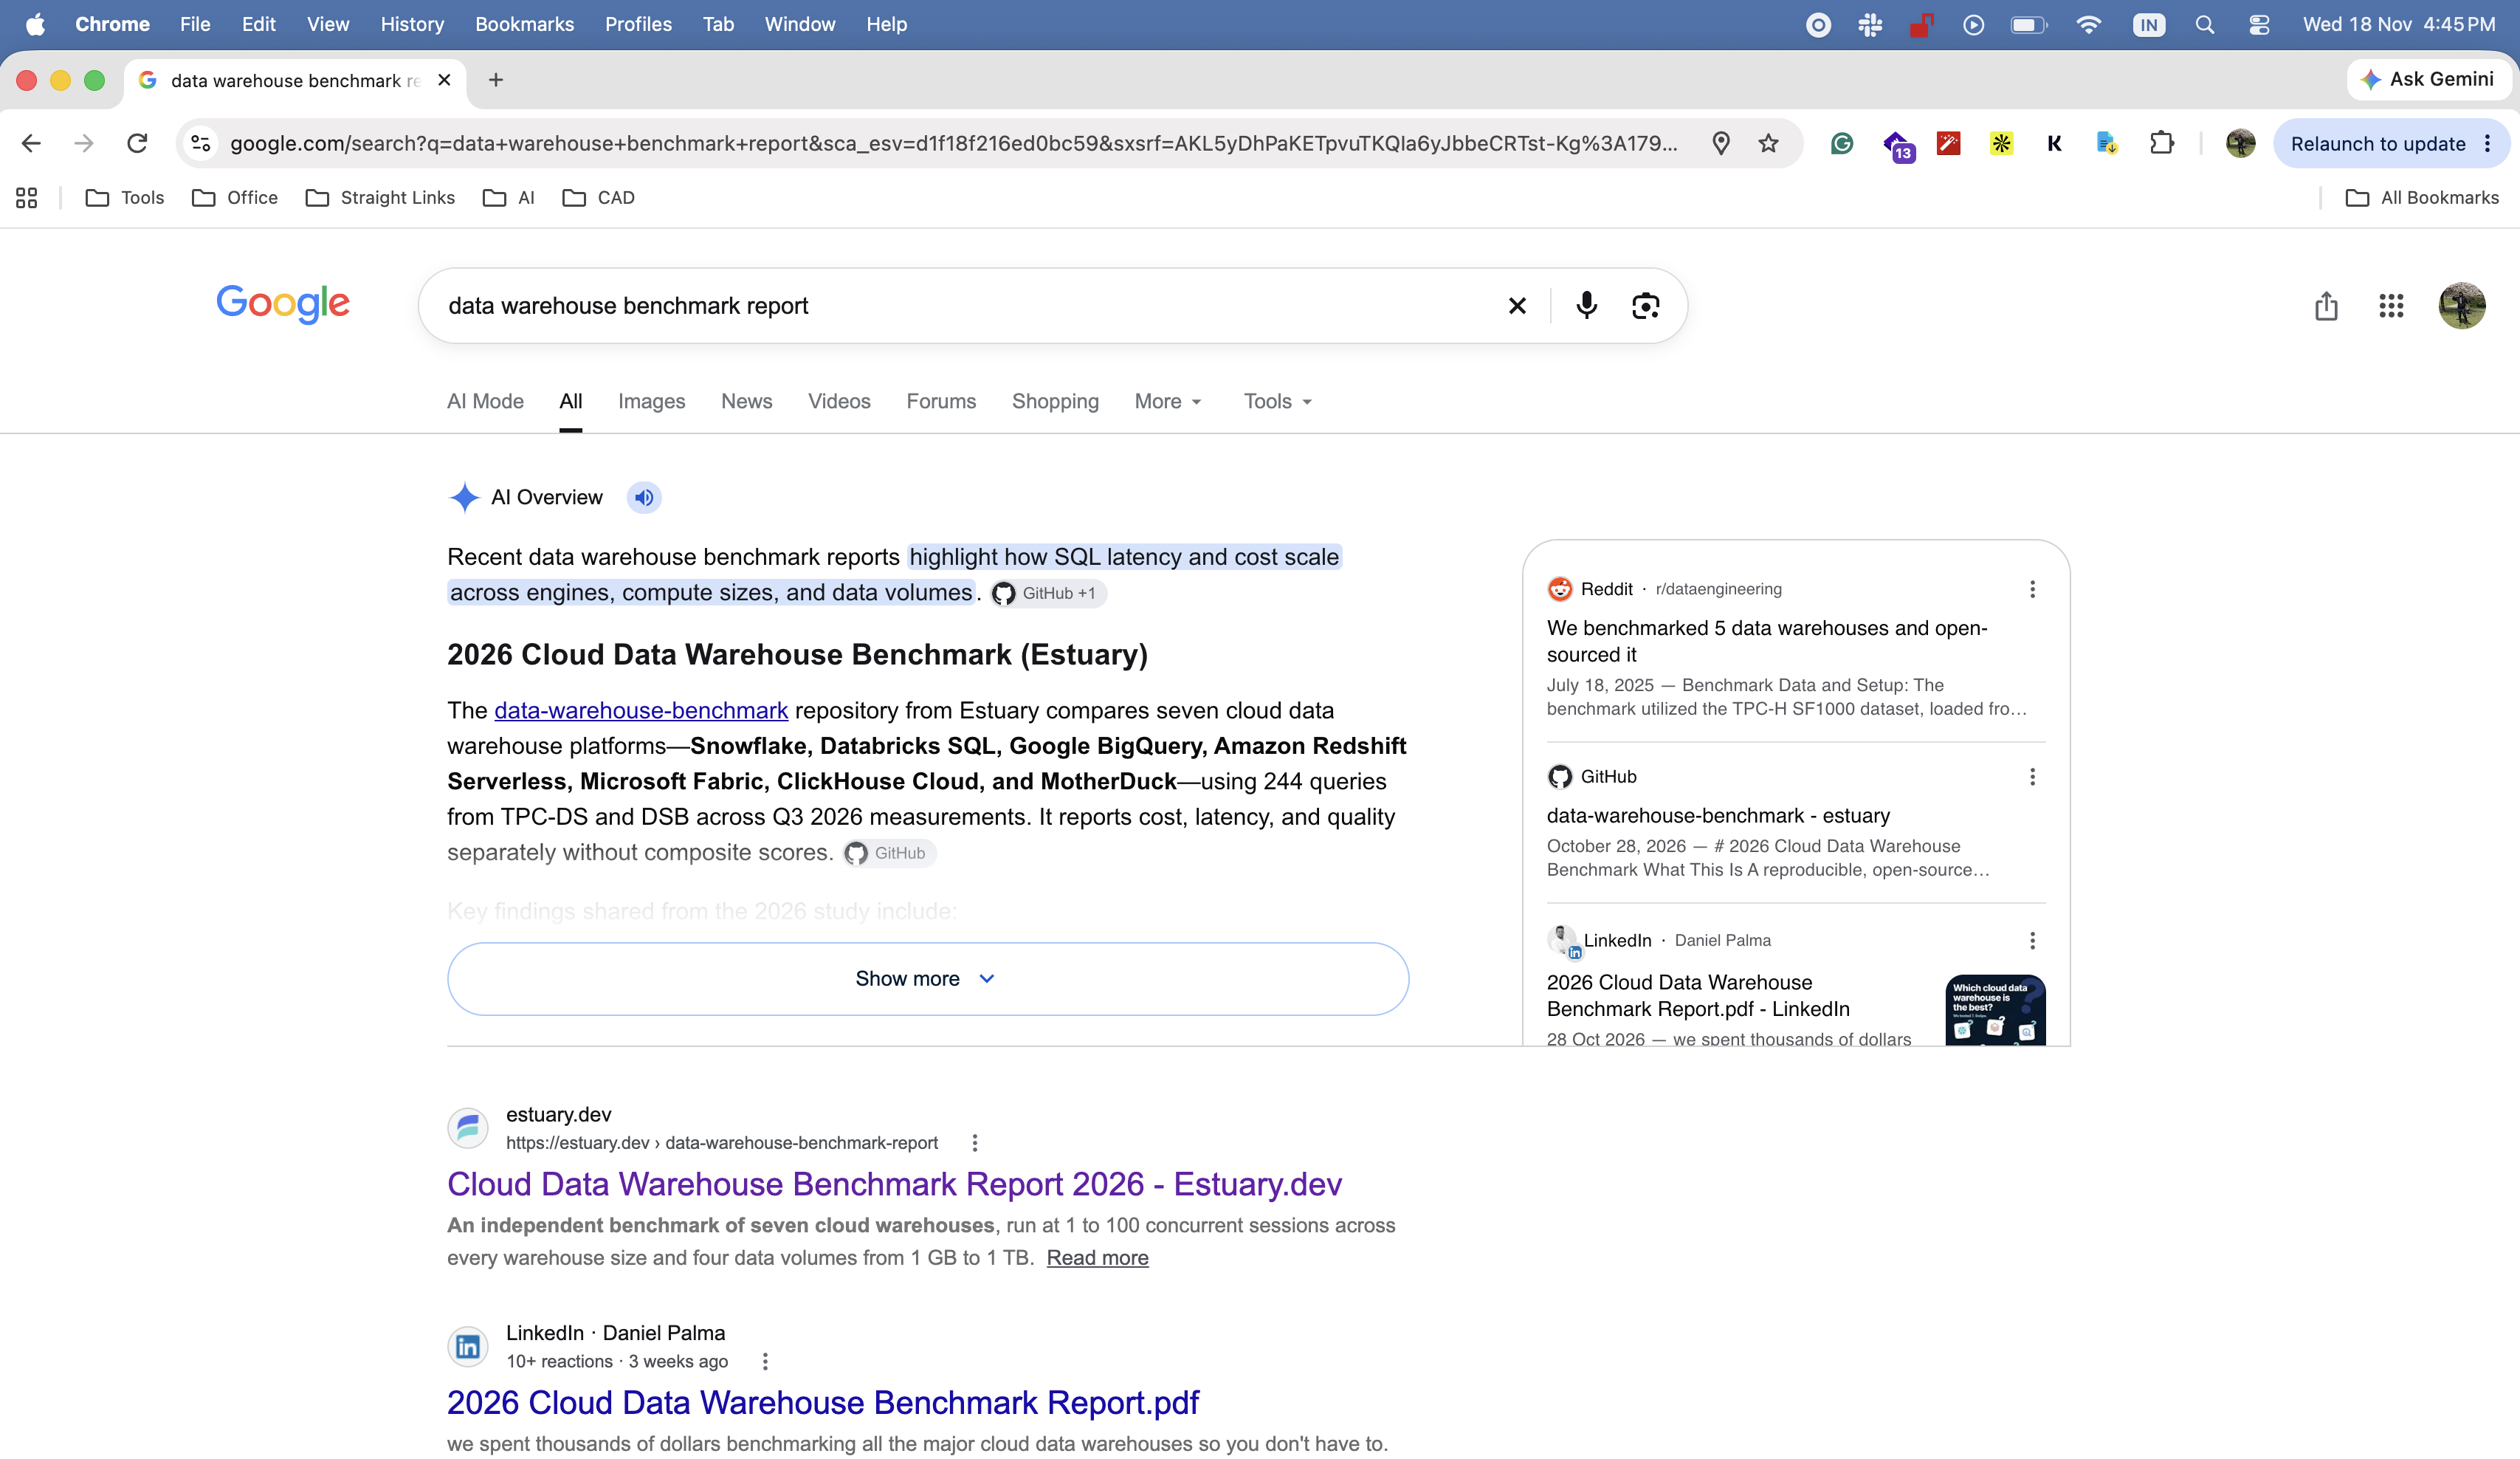 Chrome File Edit View History Bookmarks Profiles Tab Window Help IN Wed 18 Nov 4:45 PM
data warehouse benchmark re
Ask Gemini
google.com/search?q=data+warehouse+benchmark+report&sca_esv=d1f18f216ed0bc59&sxsrf=AKL5yDhPaKETpvuTKQIa6yJbbeCRTst-Kg%3A179...
13
K
Relaunch to update
Tools Office Straight Links AI CAD All Bookmarks
Google
data warehouse benchmark report
AI Mode All Images News Videos Forums Shopping More Tools
AI Overview
Recent data warehouse benchmark reports highlight how SQL latency and cost scale
across engines, compute sizes, and data volumes. GitHub +1
2026 Cloud Data Warehouse Benchmark (Estuary)
The data-warehouse-benchmark repository from Estuary compares seven cloud data
warehouse platforms—Snowflake, Databricks SQL, Google BigQuery, Amazon Redshift
Serverless, Microsoft Fabric, ClickHouse Cloud, and MotherDuck—using 244 queries
from TPC-DS and DSB across Q3 2026 measurements. It reports cost, latency, and quality
separately without composite scores. GitHub
Key findings shared from the 2026 study include:
Show more
Reddit · r/dataengineering
We benchmarked 5 data warehouses and open-
sourced it
July 18, 2025 — Benchmark Data and Setup: The
benchmark utilized the TPC-H SF1000 dataset, loaded fro...
GitHub
data-warehouse-benchmark - estuary
October 28, 2026 — # 2026 Cloud Data Warehouse
Benchmark What This Is A reproducible, open-source...
LinkedIn · Daniel Palma
2026 Cloud Data Warehouse
Benchmark Report.pdf - LinkedIn
28 Oct 2026 — we spent thousands of dollars
Which cloud data
warehouse is
the best?
estuary.dev
https://estuary.dev › data-warehouse-benchmark-report
Cloud Data Warehouse Benchmark Report 2026 - Estuary.dev
An independent benchmark of seven cloud warehouses, run at 1 to 100 concurrent sessions across
every warehouse size and four data volumes from 1 GB to 1 TB. Read more
LinkedIn · Daniel Palma
10+ reactions · 3 weeks ago
2026 Cloud Data Warehouse Benchmark Report.pdf
we spent thousands of dollars benchmarking all the major cloud data warehouses so you don't have to.